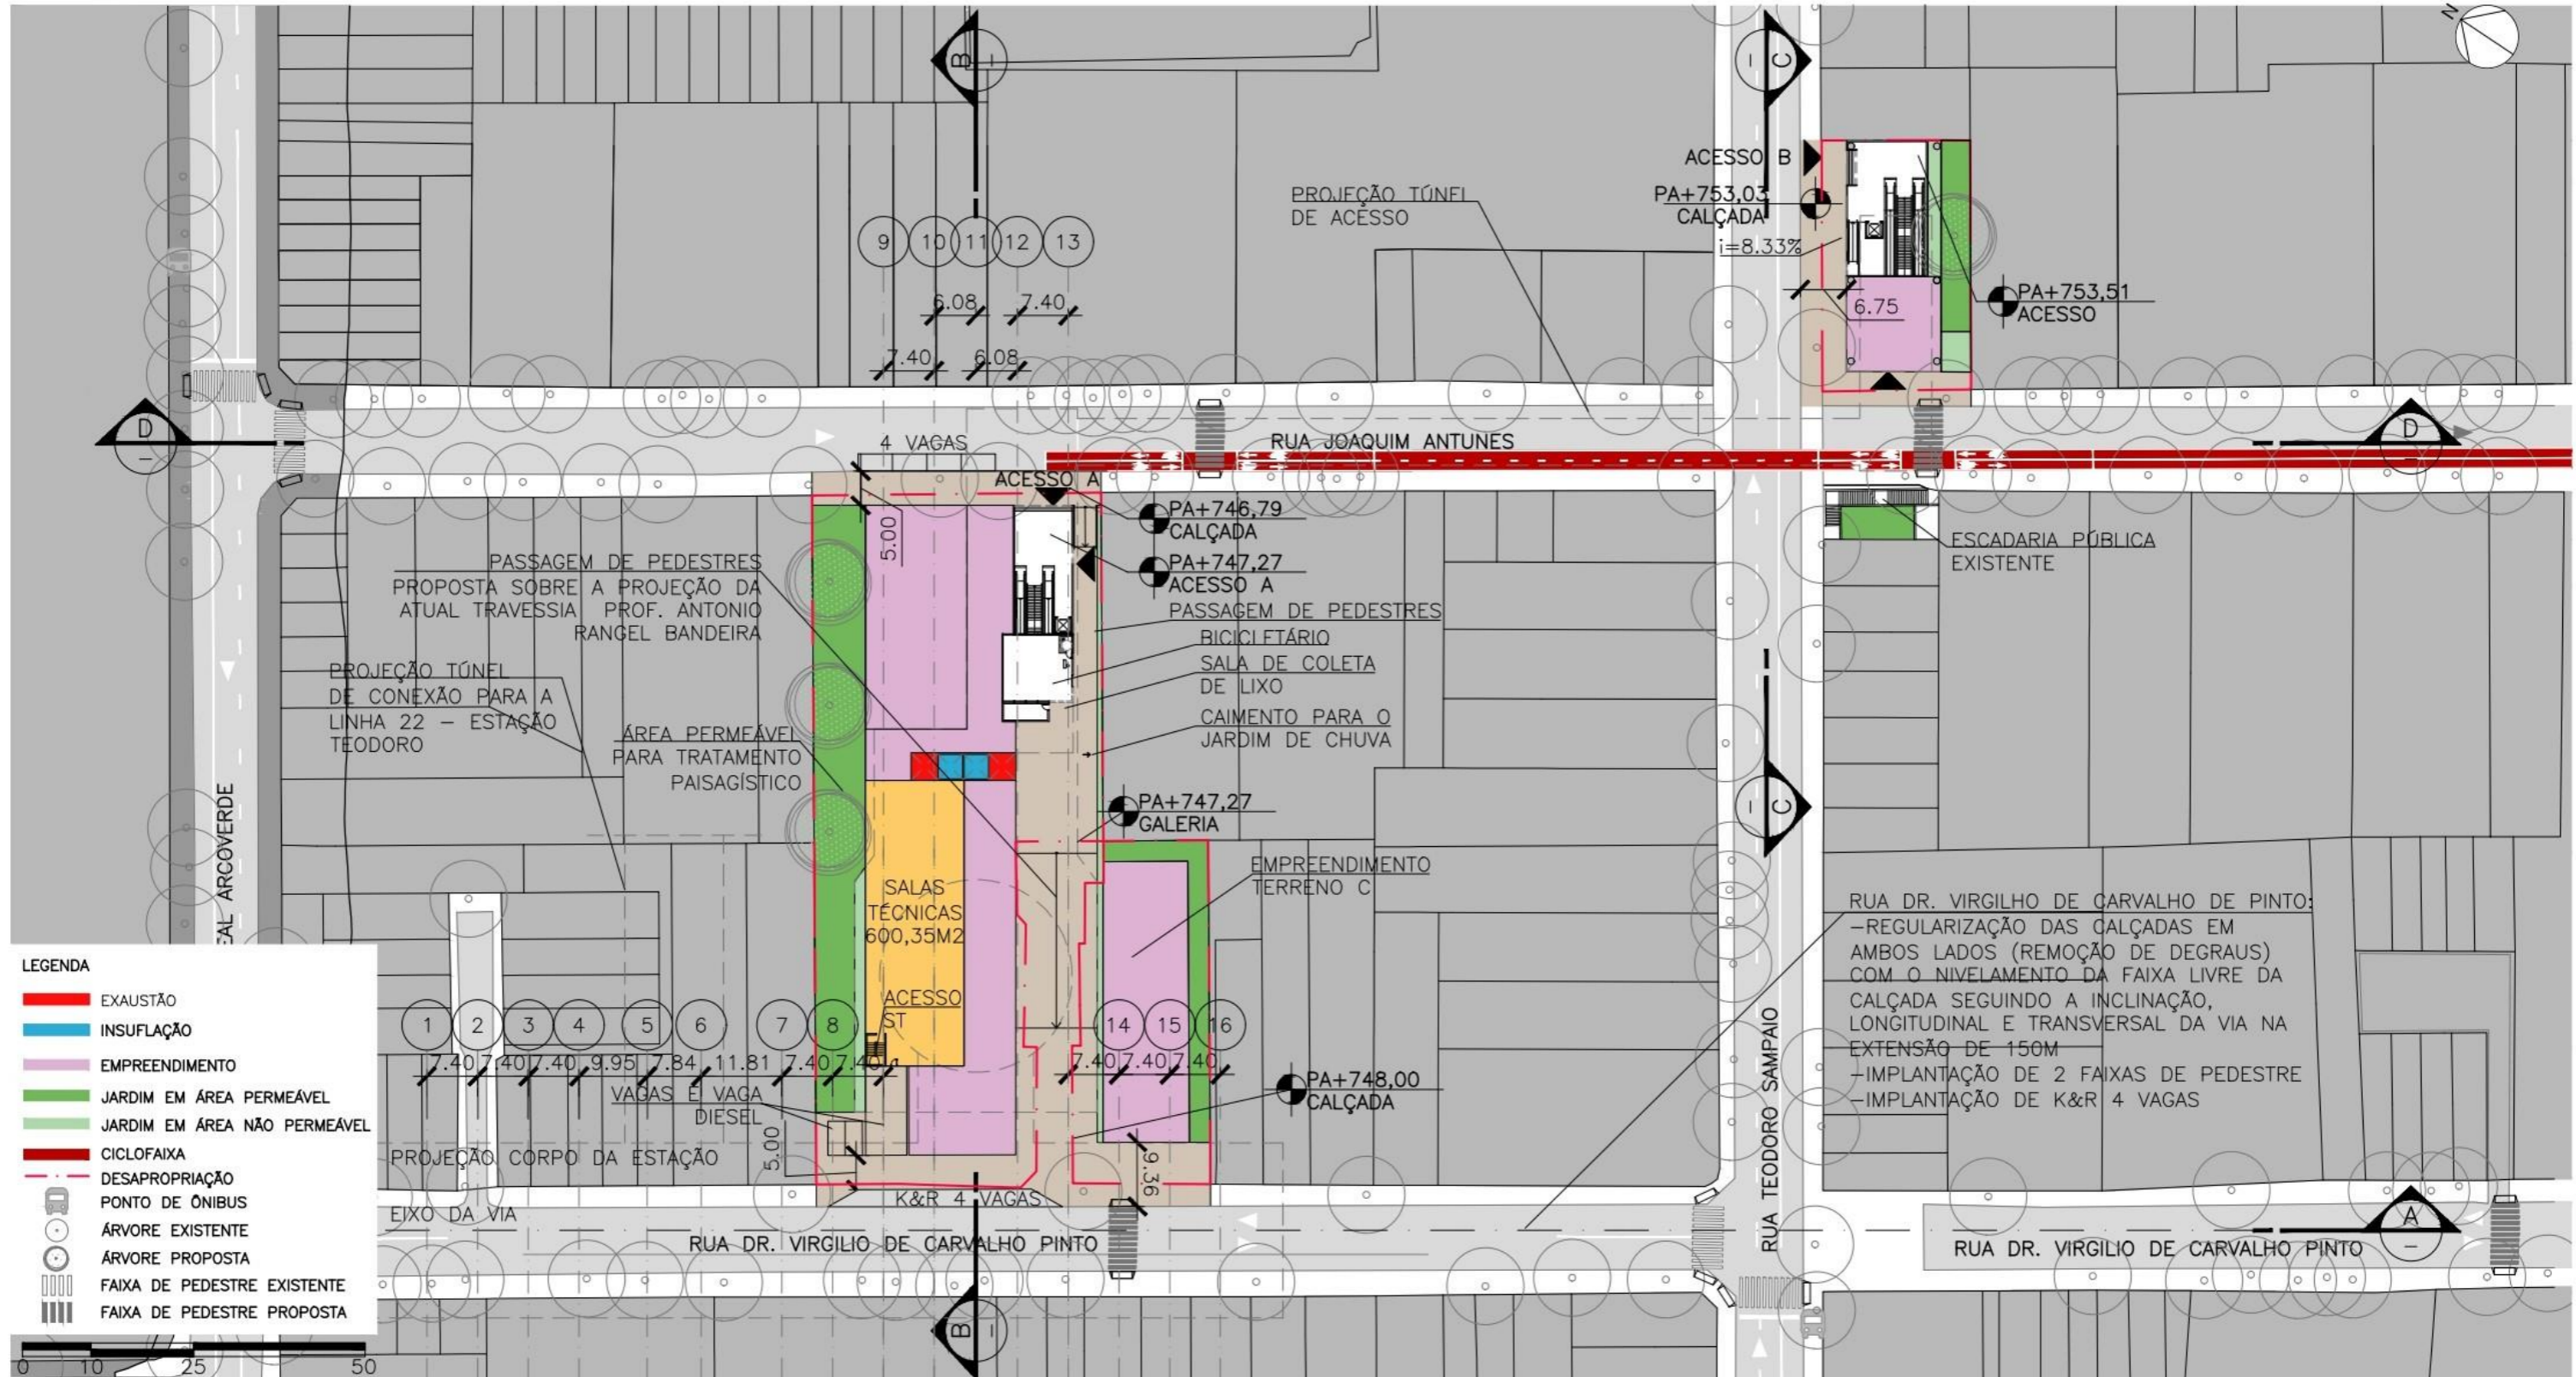 N
B
–
C
–
ACESSO B
PA+753,03
CALÇADA
i=8.33%
PROJEÇÃO TÚNEL
DE ACESSO
9
10
11
12
13
6.08
7.40
7.40
6.08
6.75
PA+753,51
ACESSO
D
–
4 VAGAS
RUA JOAQUIM ANTUNES
D
–
ACESSO A
5.00
PA+746,79
CALÇADA
PA+747,27
ACESSO A
ESCADARIA PÚBLICA
EXISTENTE
PASSAGEM DE PEDESTRES
PROPOSTA SOBRE A PROJEÇÃO DA
ATUAL TRAVESSIA PROF. ANTONIO
RANGEL BANDEIRA
PASSAGEM DE PEDESTRES
BICICLETÁRIO
SALA DE COLETA
DE LIXO
CAIMENTO PARA O
JARDIM DE CHUVA
PROJEÇÃO TÚNEL
DE CONEXÃO PARA A
LINHA 22 – ESTAÇÃO
TEODORO
ÁREA PERMEÁVEL
PARA TRATAMENTO
PAISAGÍSTICO
PA+747,27
GALERIA
C
–
EAL ARCOVERDE
SALAS
TÉCNICAS
600,35M2
EMPREENDIMENTO
TERRENO C
ACESSO
ST
RUA DR. VIRGILHO DE CARVALHO DE PINTO:
–REGULARIZAÇÃO DAS CALÇADAS EM
AMBOS LADOS (REMOÇÃO DE DEGRAUS)
COM O NIVELAMENTO DA FAIXA LIVRE DA
CALÇADA SEGUINDO A INCLINAÇÃO,
LONGITUDINAL E TRANSVERSAL DA VIA NA
EXTENSÃO DE 150M
–IMPLANTAÇÃO DE 2 FAIXAS DE PEDESTRE
–IMPLANTAÇÃO DE K&R 4 VAGAS
1
2
3
4
5
6
7
8
14
15
16
7.40
7.40
7.40
9.95
7.84
11.81
7.40
7.40
7.40
7.40
7.40
VAGAS E VAGA
DIESEL
PA+748,00
CALÇADA
RUA TEODORO SAMPAIO
5.00
9.36
PROJEÇÃO CORPO DA ESTAÇÃO
K&R 4 VAGAS
EIXO DA VIA
RUA DR. VIRGILIO DE CARVALHO PINTO
RUA DR. VIRGILIO DE CARVALHO PINTO
A
–
B
–
LEGENDA
EXAUSTÃO
INSUFLAÇÃO
EMPREENDIMENTO
JARDIM EM ÁREA PERMEÁVEL
JARDIM EM ÁREA NÃO PERMEÁVEL
CICLOFAIXA
DESAPROPRIAÇÃO
PONTO DE ÔNIBUS
ÁRVORE EXISTENTE
ÁRVORE PROPOSTA
FAIXA DE PEDESTRE EXISTENTE
FAIXA DE PEDESTRE PROPOSTA
0 10 25 50